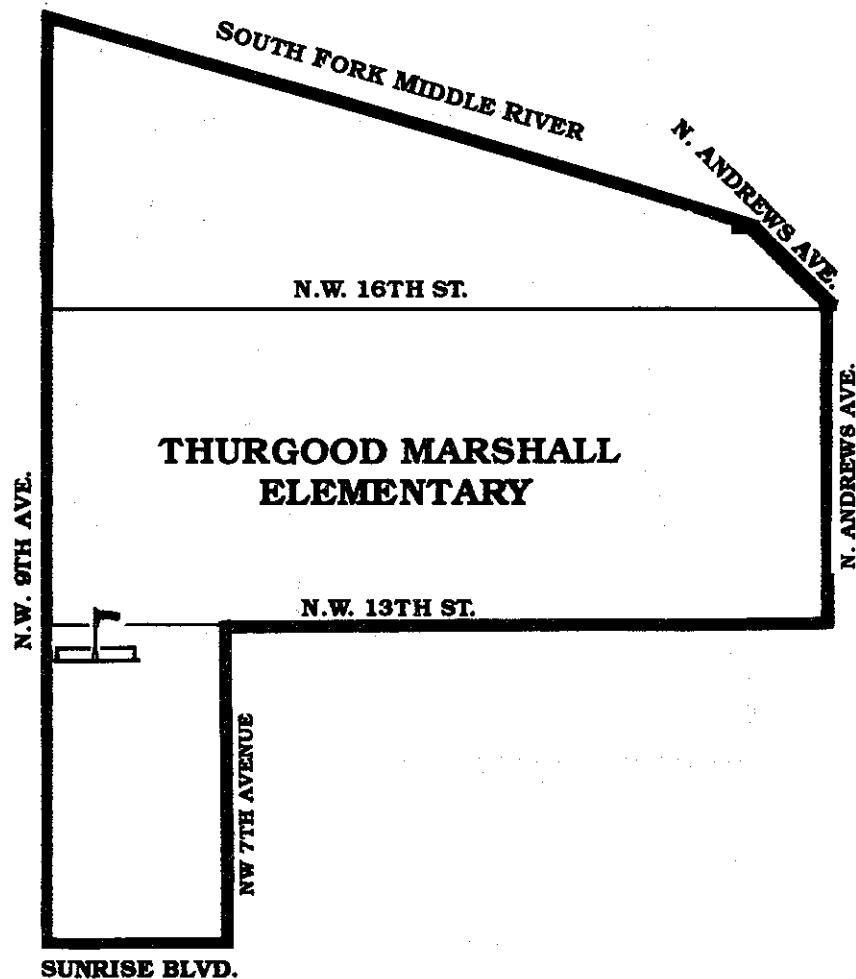 SOUTH FORK MIDDLE RIVER
N. ANDREWS AVE.
N.W. 16TH ST.
THURGOOD MARSHALL
ELEMENTARY
N. ANDREWS AVE.
N.W. 9TH AVE.
N.W. 13TH ST.
NW 7TH AVENUE
SUNRISE BLVD.